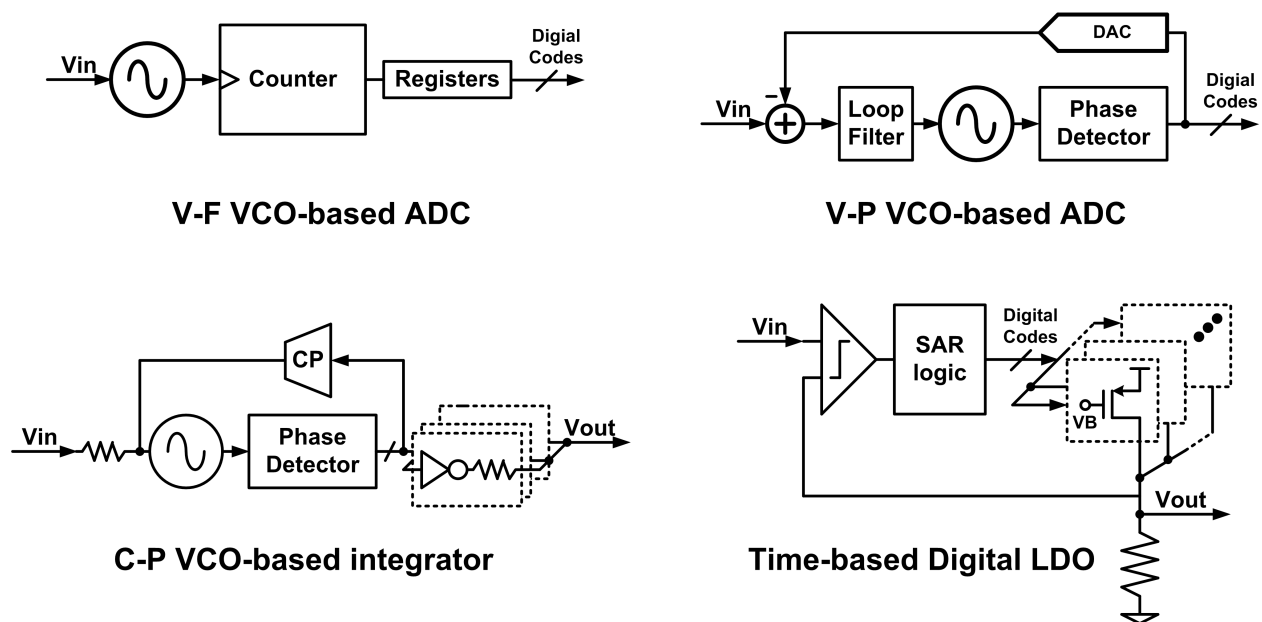 Vin
Counter
Registers
Digial
Codes
V-F VCO-based ADC
DAC
Vin
−
Loop
Filter
Phase
Detector
Digial
Codes
V-P VCO-based ADC
CP
Vin
Phase
Detector
Vout
C-P VCO-based integrator
Vin
SAR
logic
Digital
Codes
VB
Vout
Time-based Digital LDO